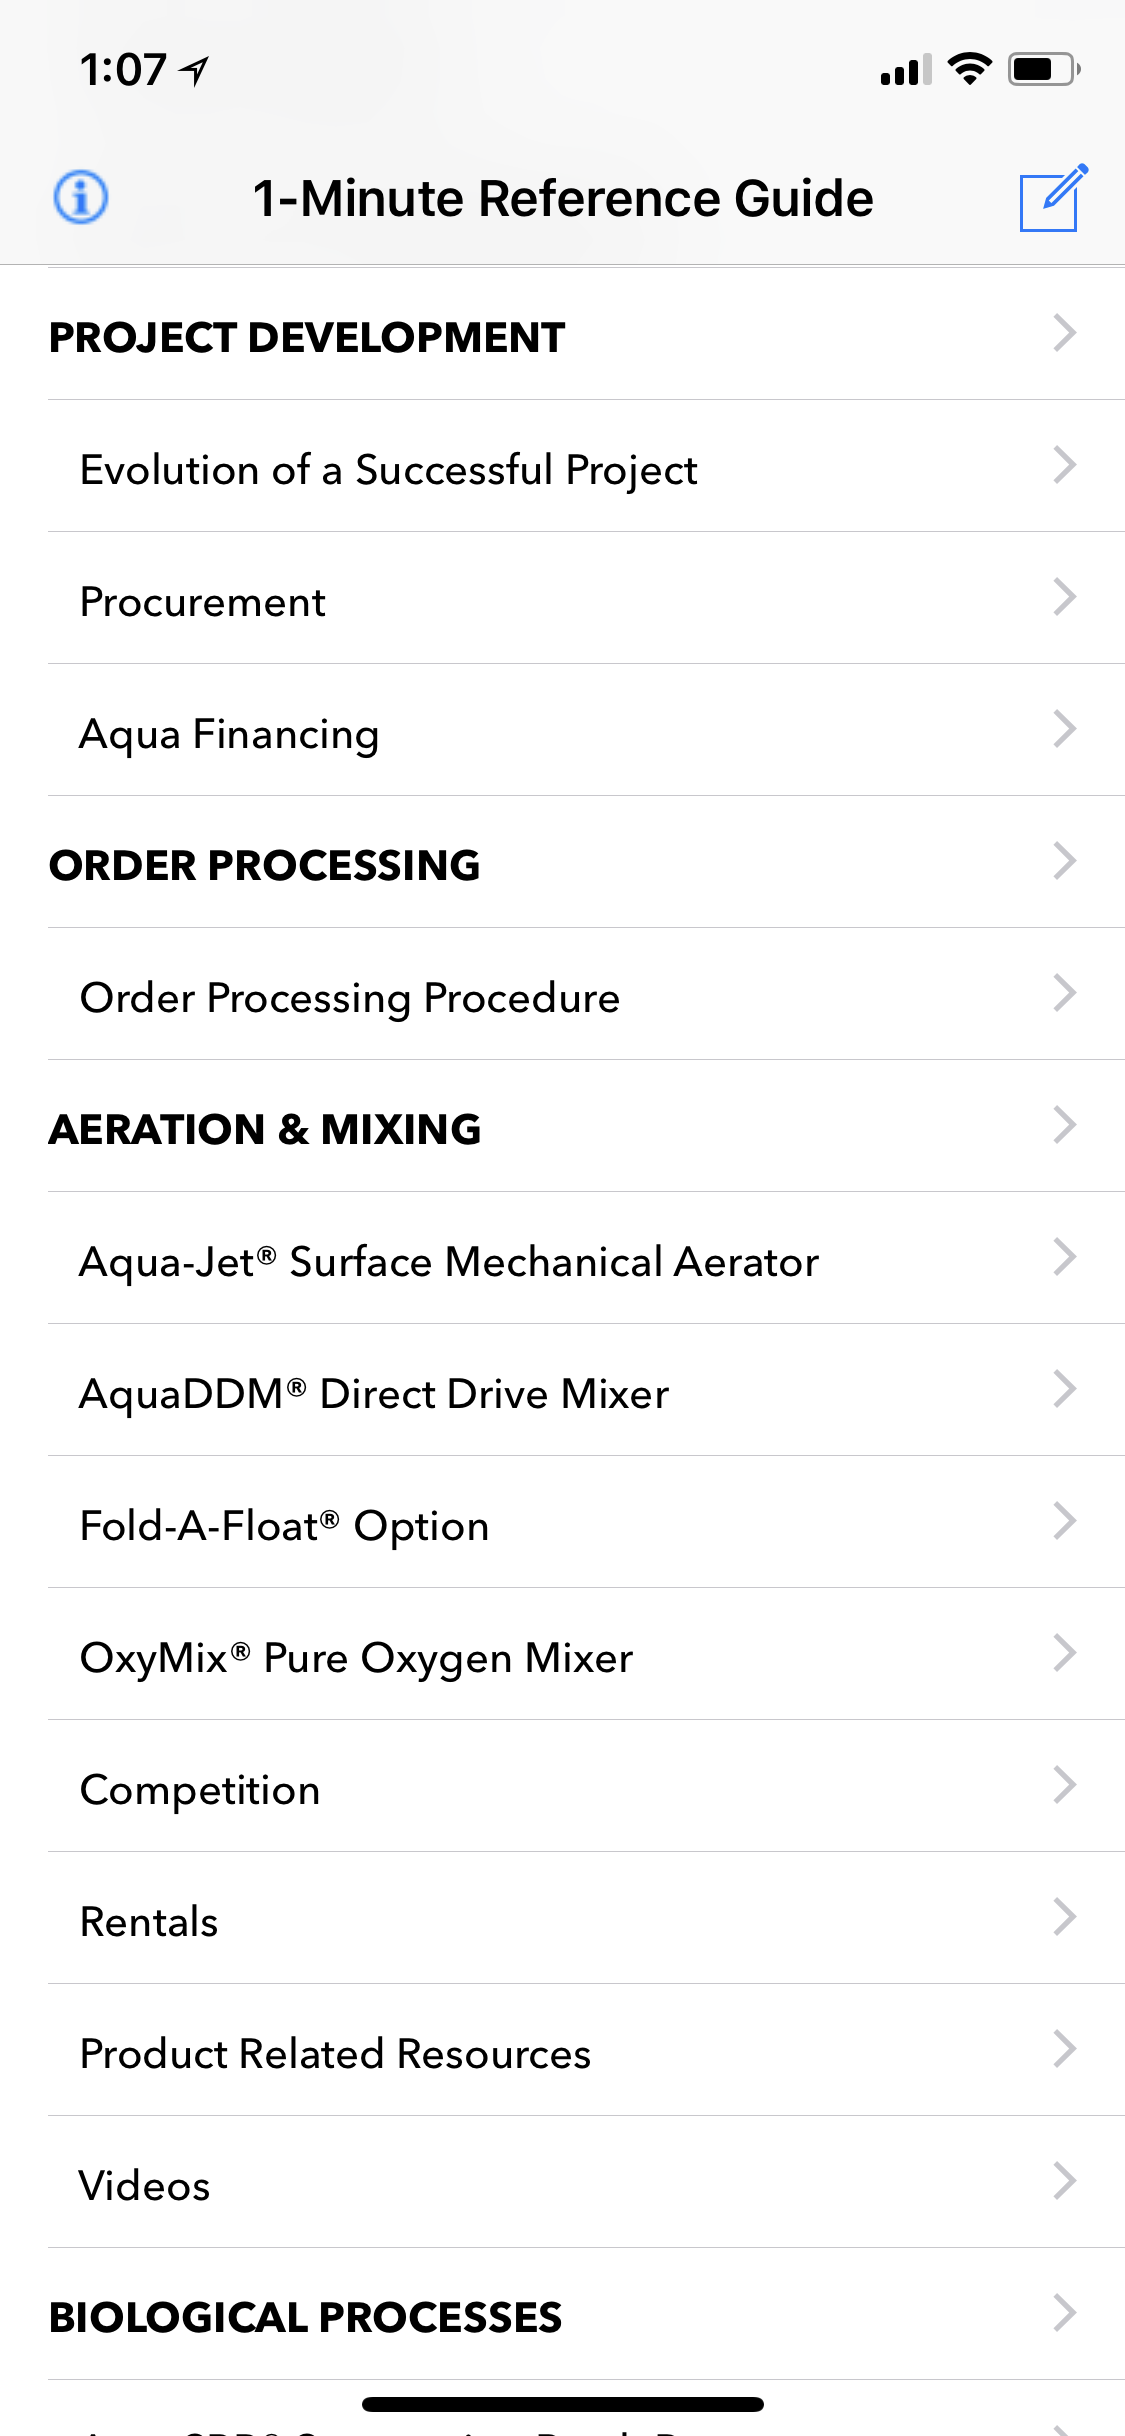 1:07
1-Minute Reference Guide
PROJECT DEVELOPMENT
Evolution of a Successful Project
Procurement
Aqua Financing
ORDER PROCESSING
Order Processing Procedure
AERATION & MIXING
Aqua-Jet® Surface Mechanical Aerator
AquaDDM® Direct Drive Mixer
Fold-A-Float® Option
OxyMix® Pure Oxygen Mixer
Competition
Rentals
Product Related Resources
Videos
BIOLOGICAL PROCESSES